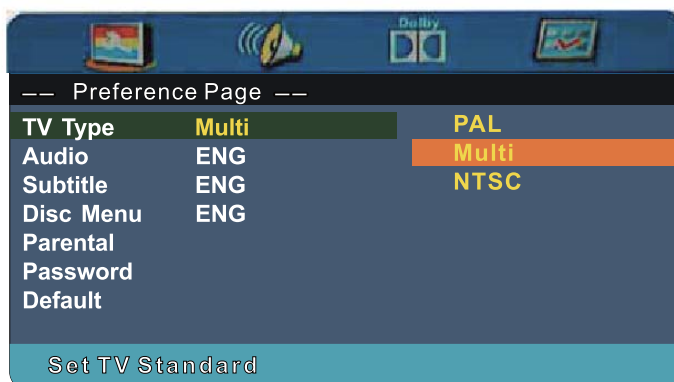 Dolby
-- Preference Page --
TV Type Multi PAL
Audio ENG Multi
Subtitle ENG NTSC
Disc Menu ENG
Parental
Password
Default
Set TV Standard